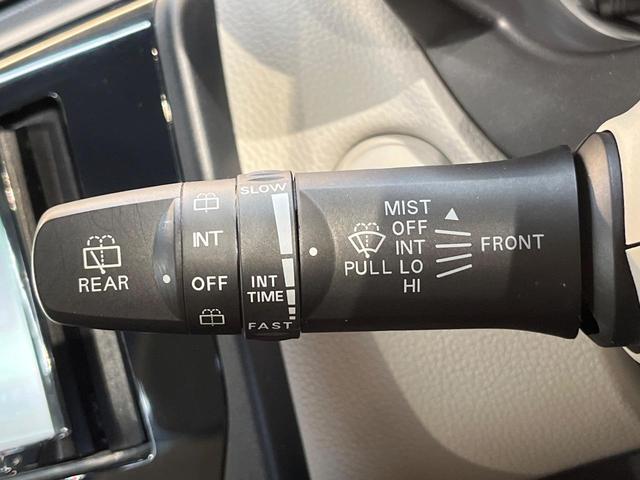 REAR
INT
OFF
SLOW
INT
TIME
FAST
MIST
OFF
INT
PULL LO
HI
FRONT